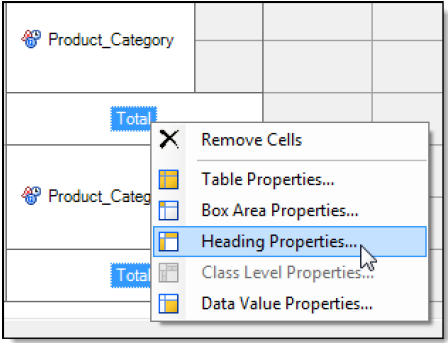 Product_Category
Total
Remove Cells
Table Properties...
Product_Categ
Box Area Properties...
Heading Properties...
Total
Class Level Properties...
Data Value Properties...